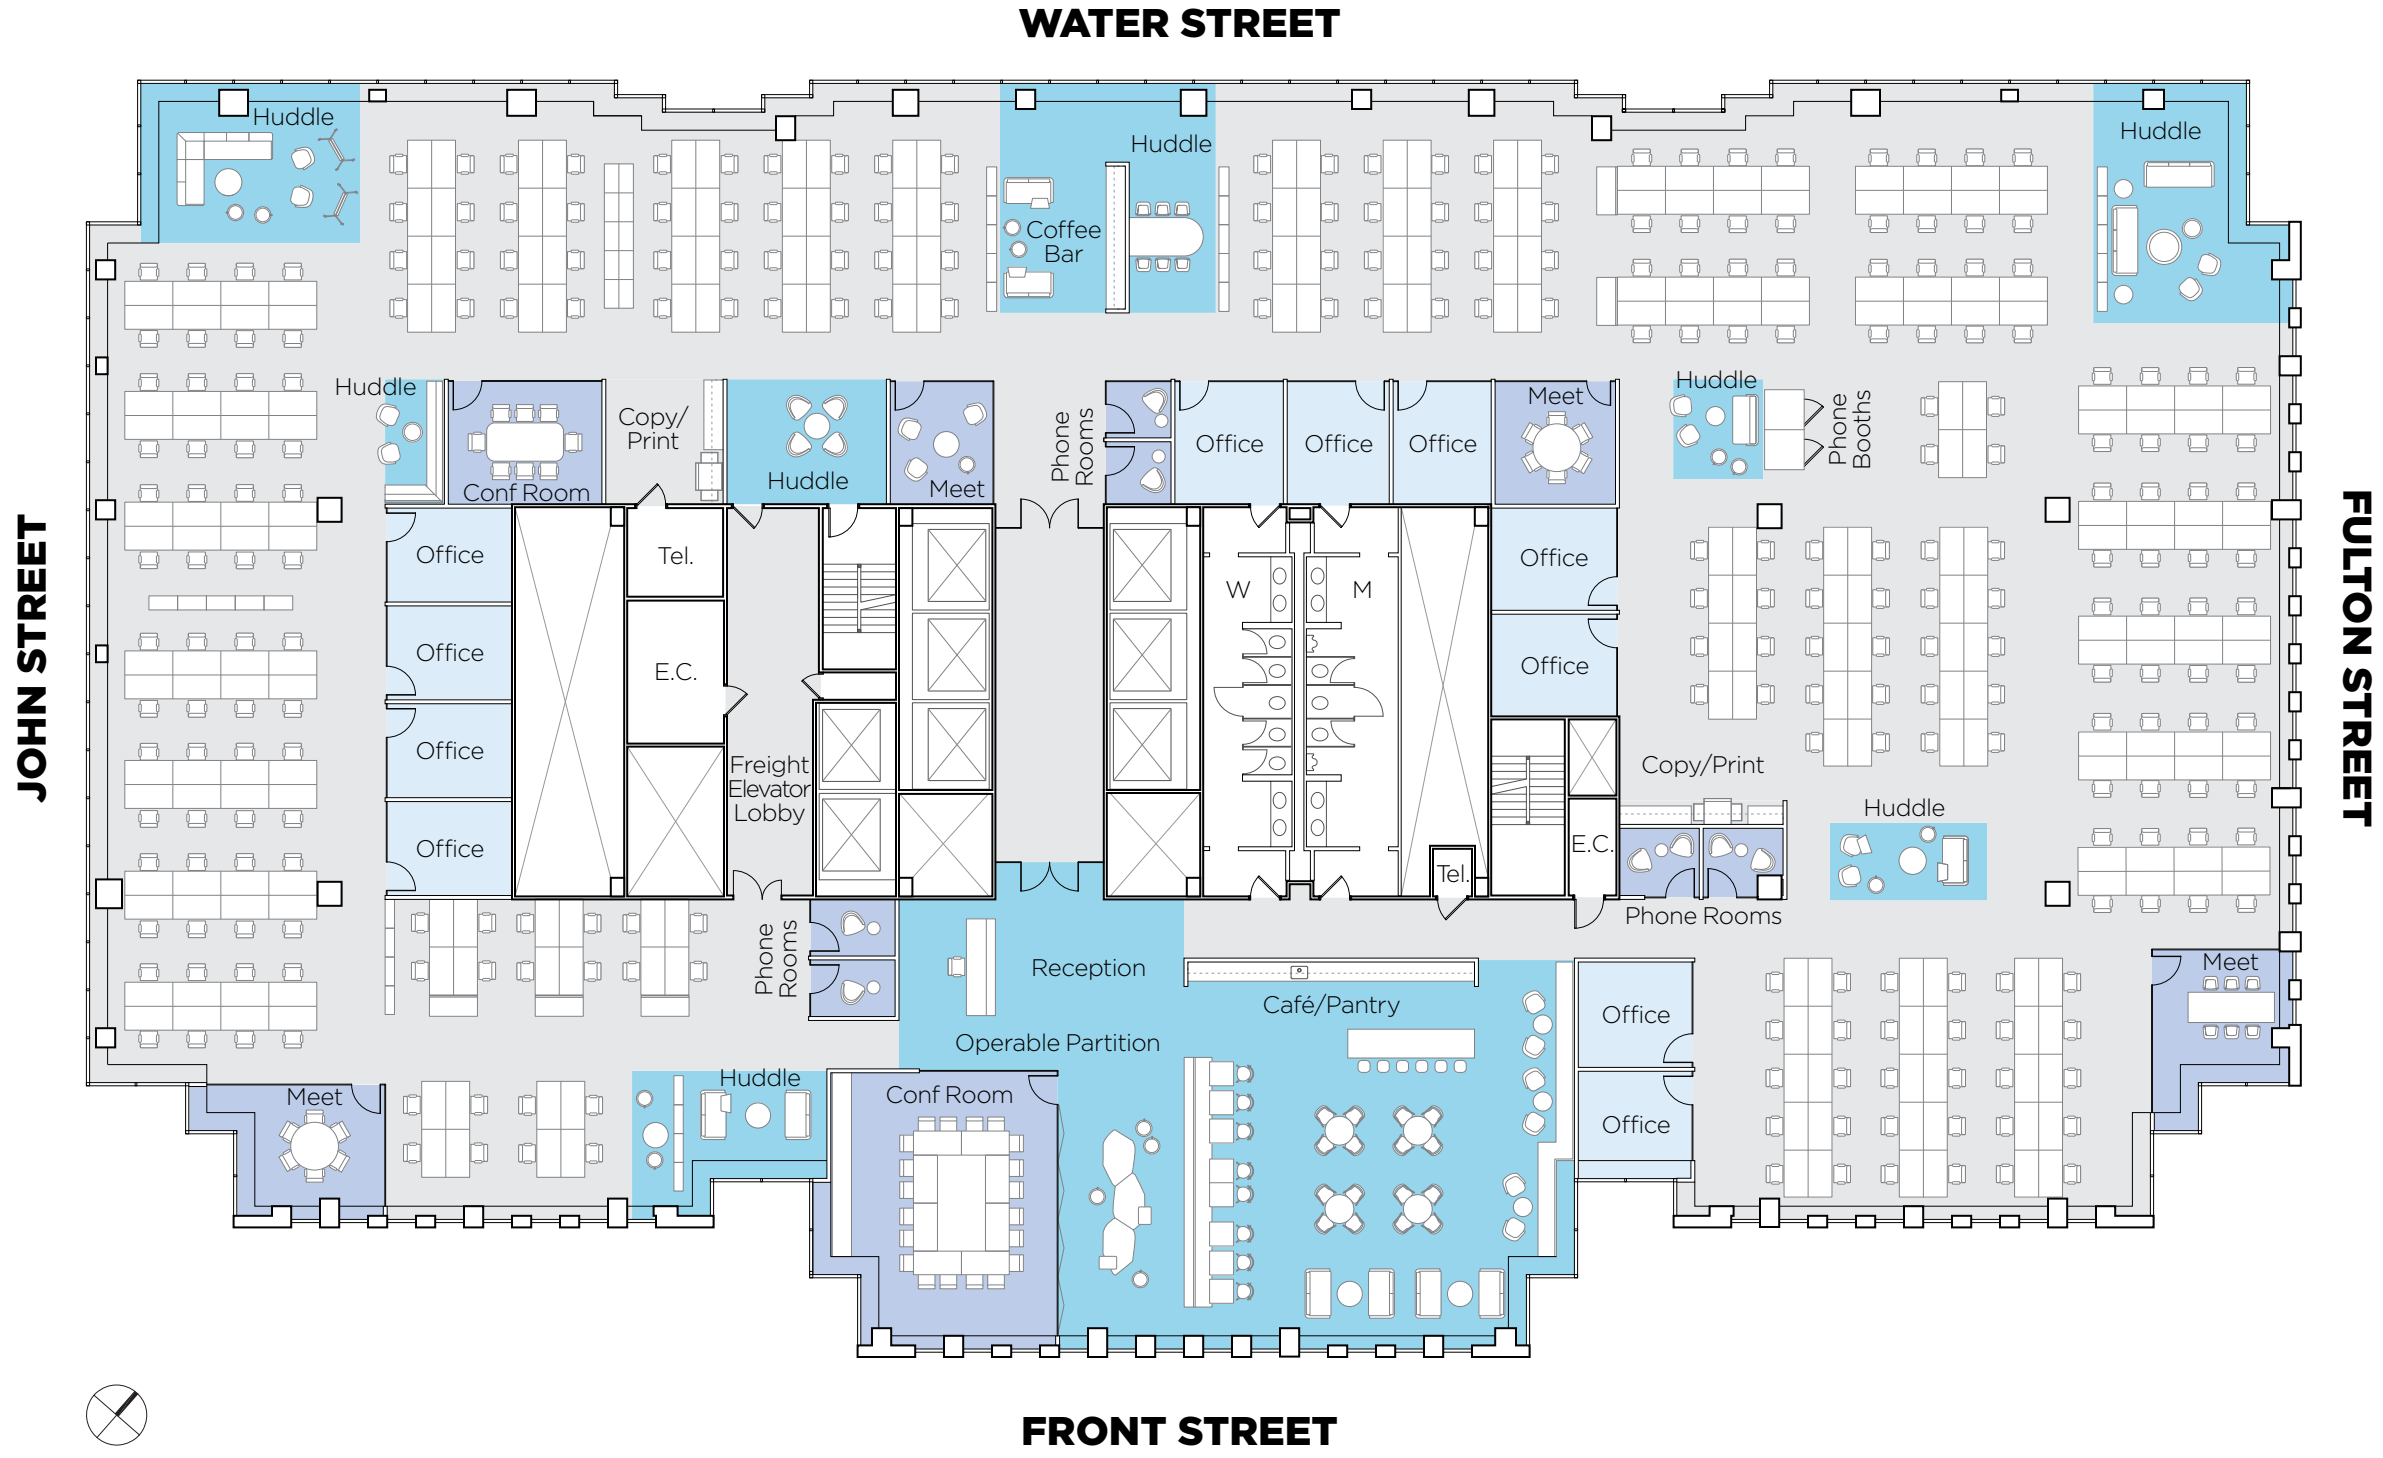 WATER STREET
Huddle
Huddle
Huddle
Coffee
Bar
Huddle
Huddle
Conf Room
Copy/
Print
Huddle
Meet
Phone
Rooms
Office
Office
Office
Meet
Huddle
Phone
Booths
JOHN STREET
FULTON STREET
Office
Office
Office
Office
Tel.
E.C.
Freight
Elevator
Lobby
W
M
Office
Office
Tel.
E.C.
Copy/Print
Huddle
Phone Rooms
Phone
Rooms
Reception
Operable Partition
Café/Pantry
Office
Office
Meet
Meet
Huddle
Conf Room
FRONT STREET